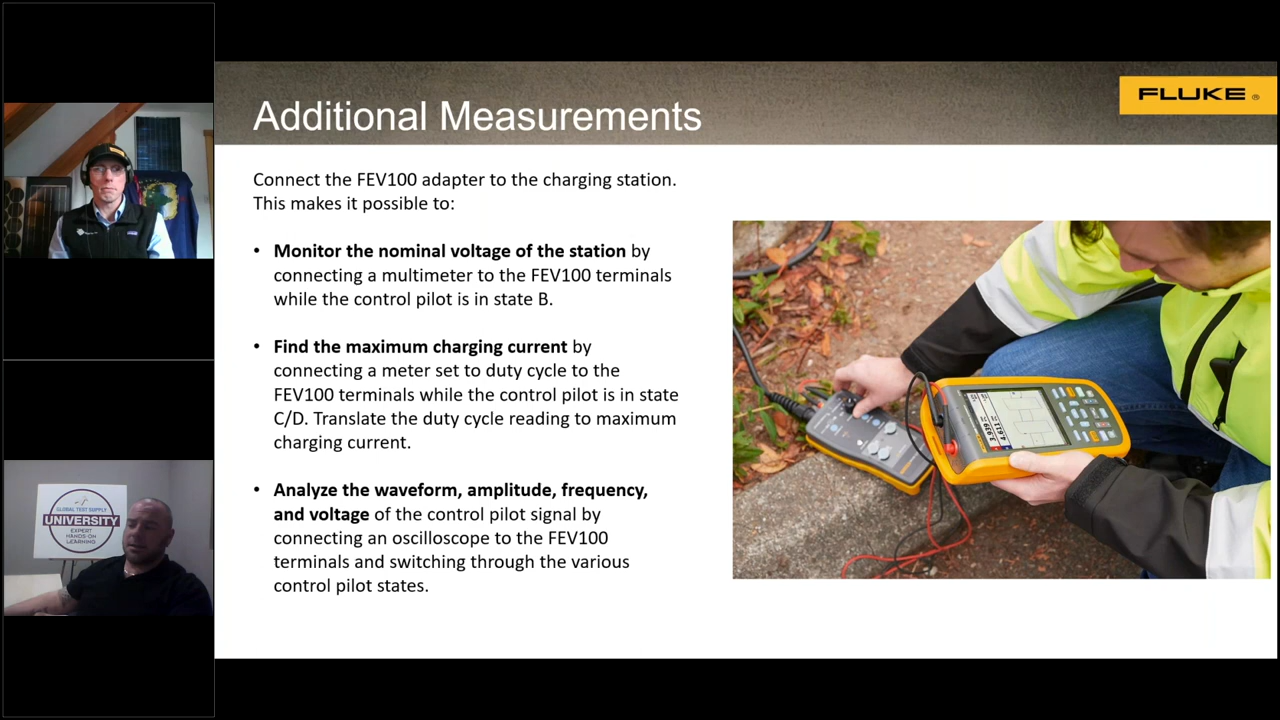 Additional Measurements
FLUKE ®
Connect the FEV100 adapter to the charging station.
This makes it possible to:
• Monitor the nominal voltage of the station by
connecting a multimeter to the FEV100 terminals
while the control pilot is in state B.
• Find the maximum charging current by
connecting a meter set to duty cycle to the
FEV100 terminals while the control pilot is in state
C/D. Translate the duty cycle reading to maximum
charging current.
• Analyze the waveform, amplitude, frequency,
and voltage of the control pilot signal by
connecting an oscilloscope to the FEV100
terminals and switching through the various
control pilot states.
GLOBAL TEST SUPPLY
UNIVERSITY
EXPERT
HANDS-ON
LEARNING